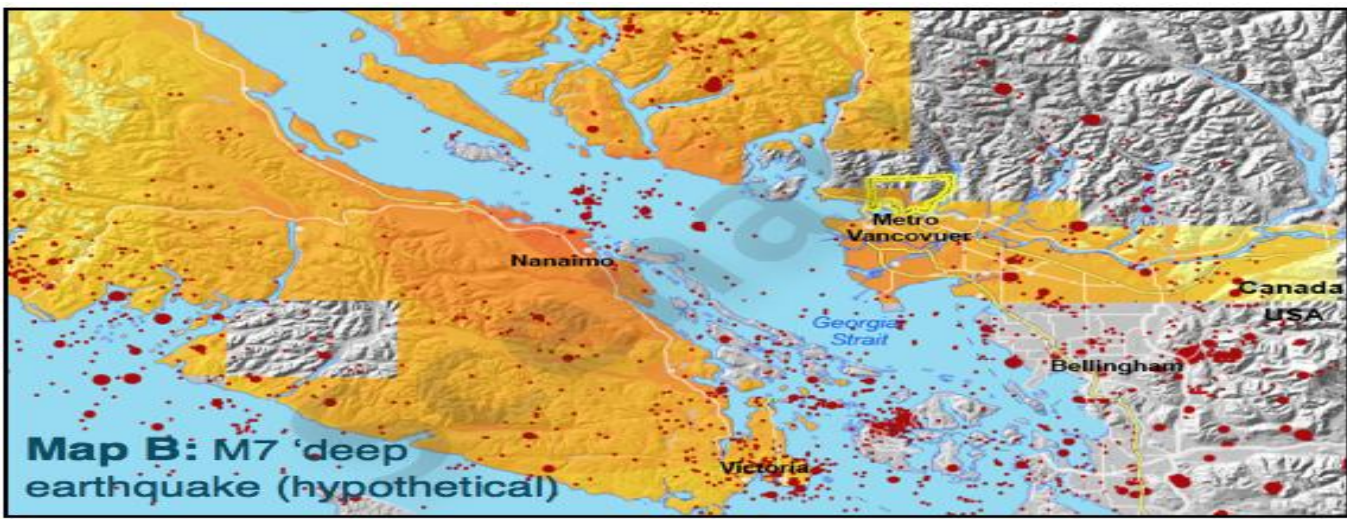 Metro
Vancovuer
Nanaimo
Canada
USA
Georgia
Strait
Bellingham
Map B: M7 ‘deep
earthquake (hypothetical)
Victoria